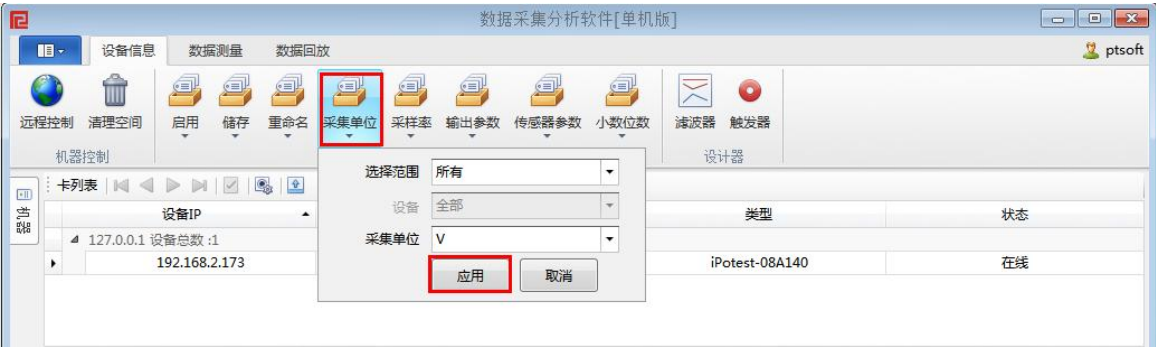 数据采集分析软件[单机版]
设备信息 数据测量 数据回放 ptsoft
远程控制 清理空间 启用 储存 重命名 采集单位 采样率 输出参数 传感器参数 小数位数 滤波器 触发器
机器控制 设计器
选择范围 所有
卡列表
设备 全部
机器
设备IP 类型 状态
采集单位 V
127.0.0.1 设备总数 :1
192.168.2.173 iPotest-08A140 在线
应用 取消